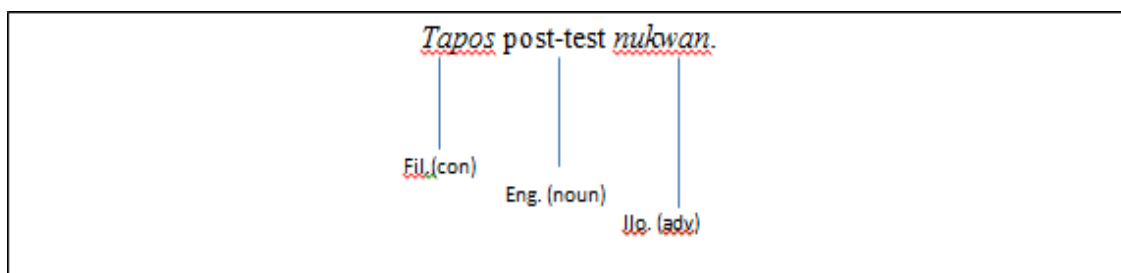 Tapos post-test nukwan.
Fil.(con)
Eng. (noun)
Ilo. (adv)